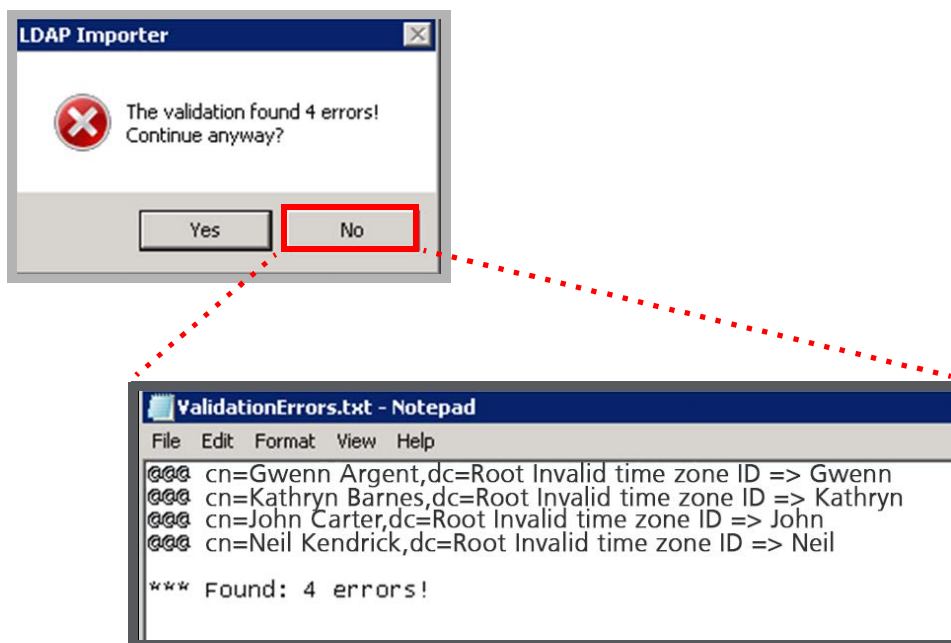 LDAP Importer
The validation found 4 errors!
Continue anyway?
Yes
No
ValidationErrors.txt - Notepad
File Edit Format View Help
@@@ cn=Gwenn Argent,dc=Root Invalid time zone ID => Gwenn
@@@ cn=Kathryn Barnes,dc=Root Invalid time zone ID => Kathryn
@@@ cn=John Carter,dc=Root Invalid time zone ID => John
@@@ cn=Neil Kendrick,dc=Root Invalid time zone ID => Neil
*** Found: 4 errors!